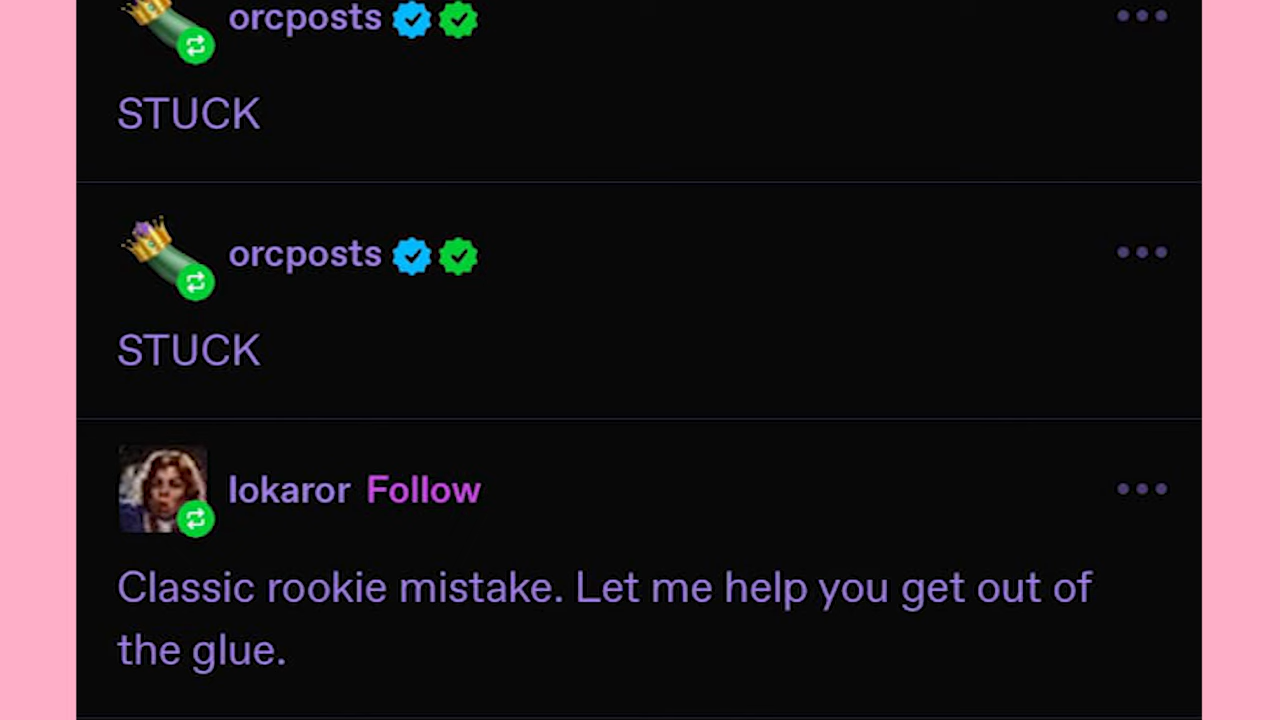 orcposts
STUCK
orcposts
STUCK
lokaror Follow
Classic rookie mistake. Let me help you get out of
the glue.